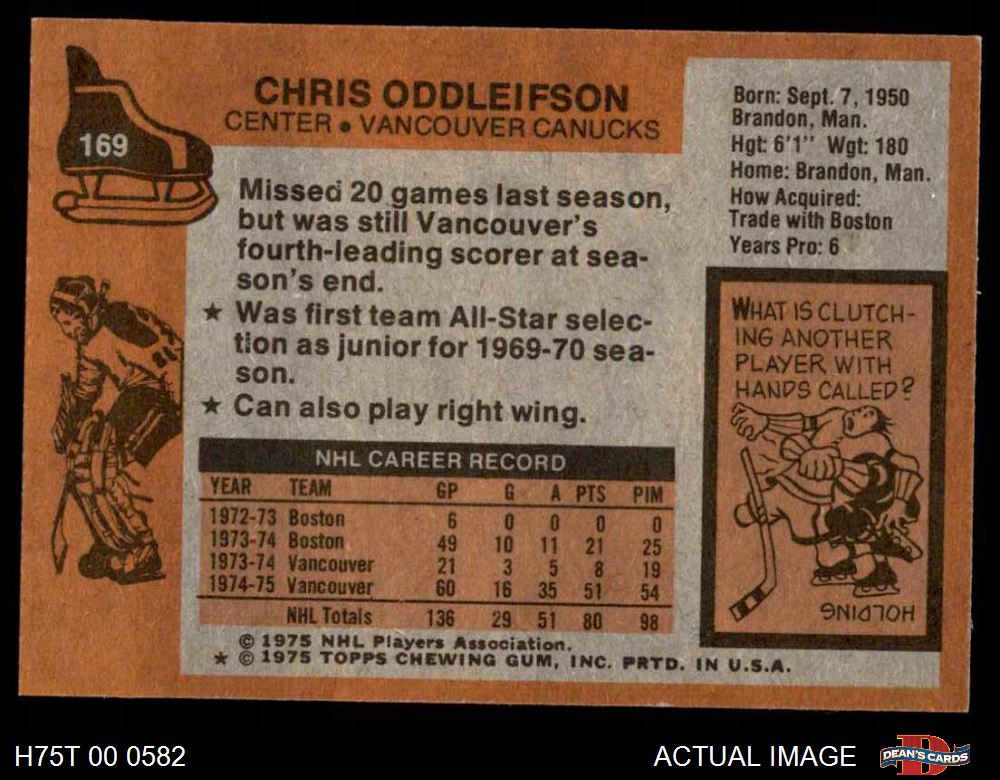 169
CHRIS ODDLEIFSON
CENTER ● VANCOUVER CANUCKS
Missed 20 games last season,
but was still Vancouver's
fourth-leading scorer at sea-
son's end.
★ Was first team All-Star selec-
tion as junior for 1969-70 sea-
son.
★ Can also play right wing.
Born: Sept. 7, 1950
Brandon, Man.
Hgt: 6'1" Wgt: 180
Home: Brandon, Man.
How Acquired:
Trade with Boston
Years Pro: 6
WHAT IS CLUTCH-
ING ANOTHER
PLAYER WITH
HANDS CALLED?
HOLDING
NHL CAREER RECORD
YEAR TEAM GP G A PTS PIM
1972-73 Boston 6 0 0 0 0
1973-74 Boston 49 10 11 21 25
1973-74 Vancouver 21 3 5 8 19
1974-75 Vancouver 60 16 35 51 54
NHL Totals 136 29 51 80 98
© 1975 NHL Players Association.
★ © 1975 TOPPS CHEWING GUM, INC. PRTD. IN U.S.A.
H75T 00 0582
ACTUAL IMAGE
D
DEAN'S CARDS